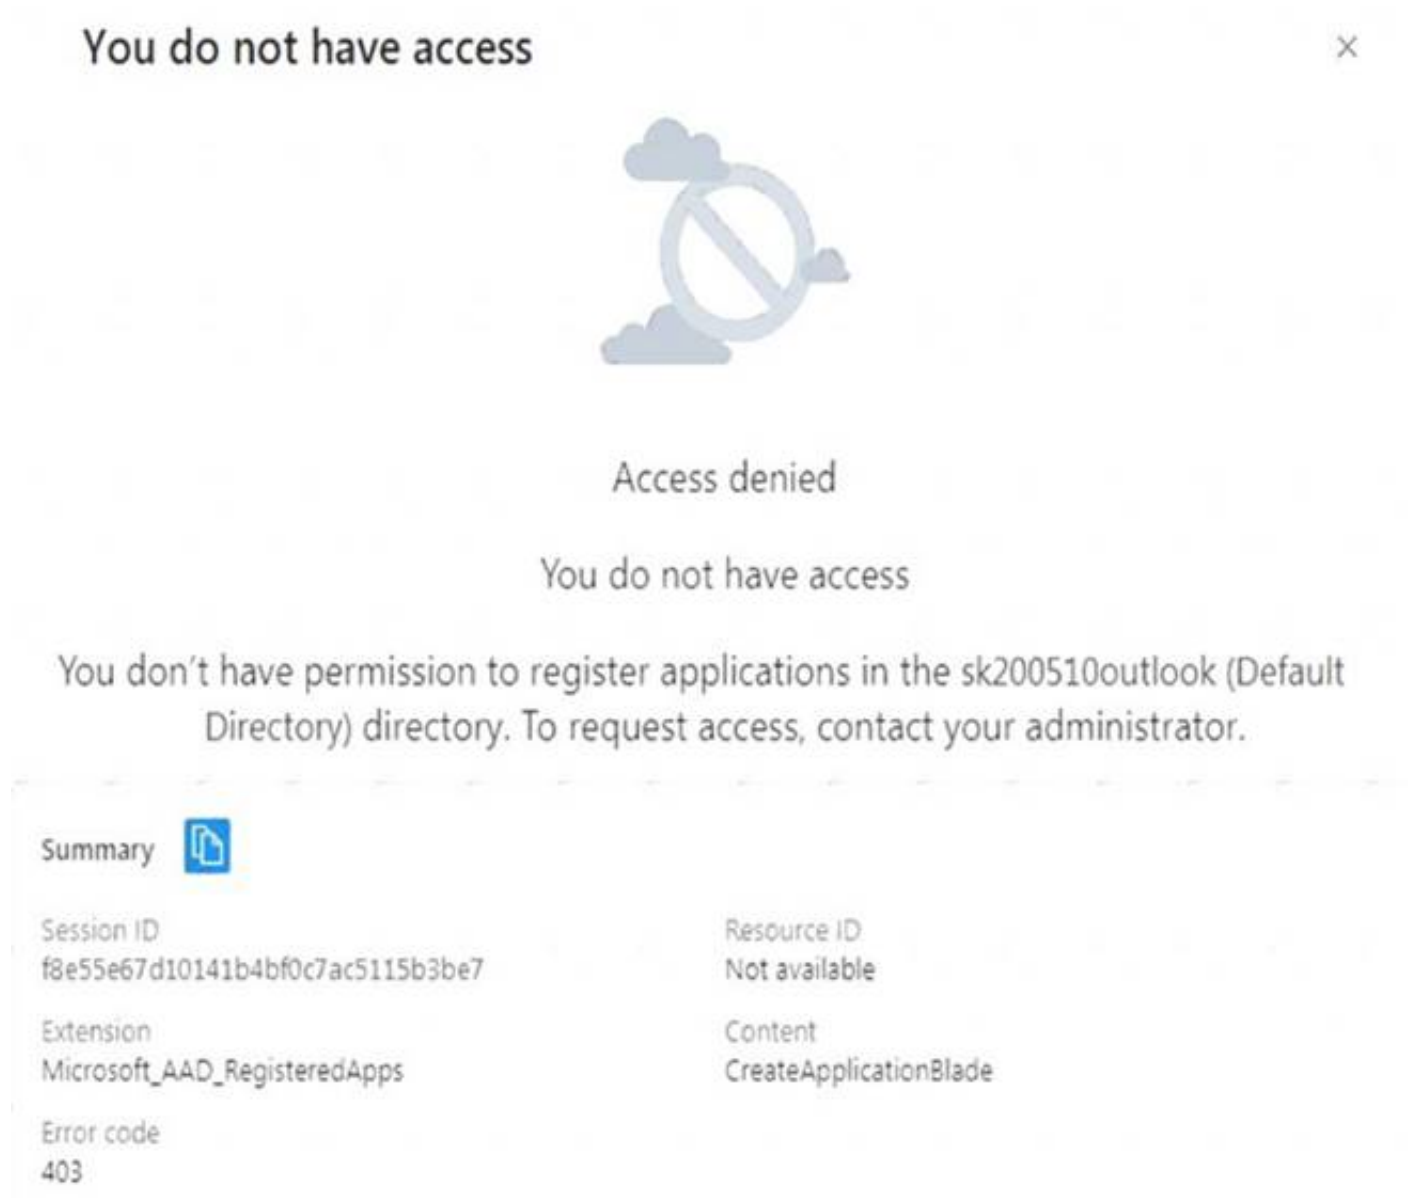 You do not have access
Access denied
You do not have access
You don't have permission to register applications in the sk200510outlook (Default
Directory) directory. To request access, contact your administrator.
Summary
Session ID
f8e55e67d10141b4bf0c7ac5115b3be7
Resource ID
Not available
Extension
Microsoft_AAD_RegisteredApps
Content
CreateApplicationBlade
Error code
403